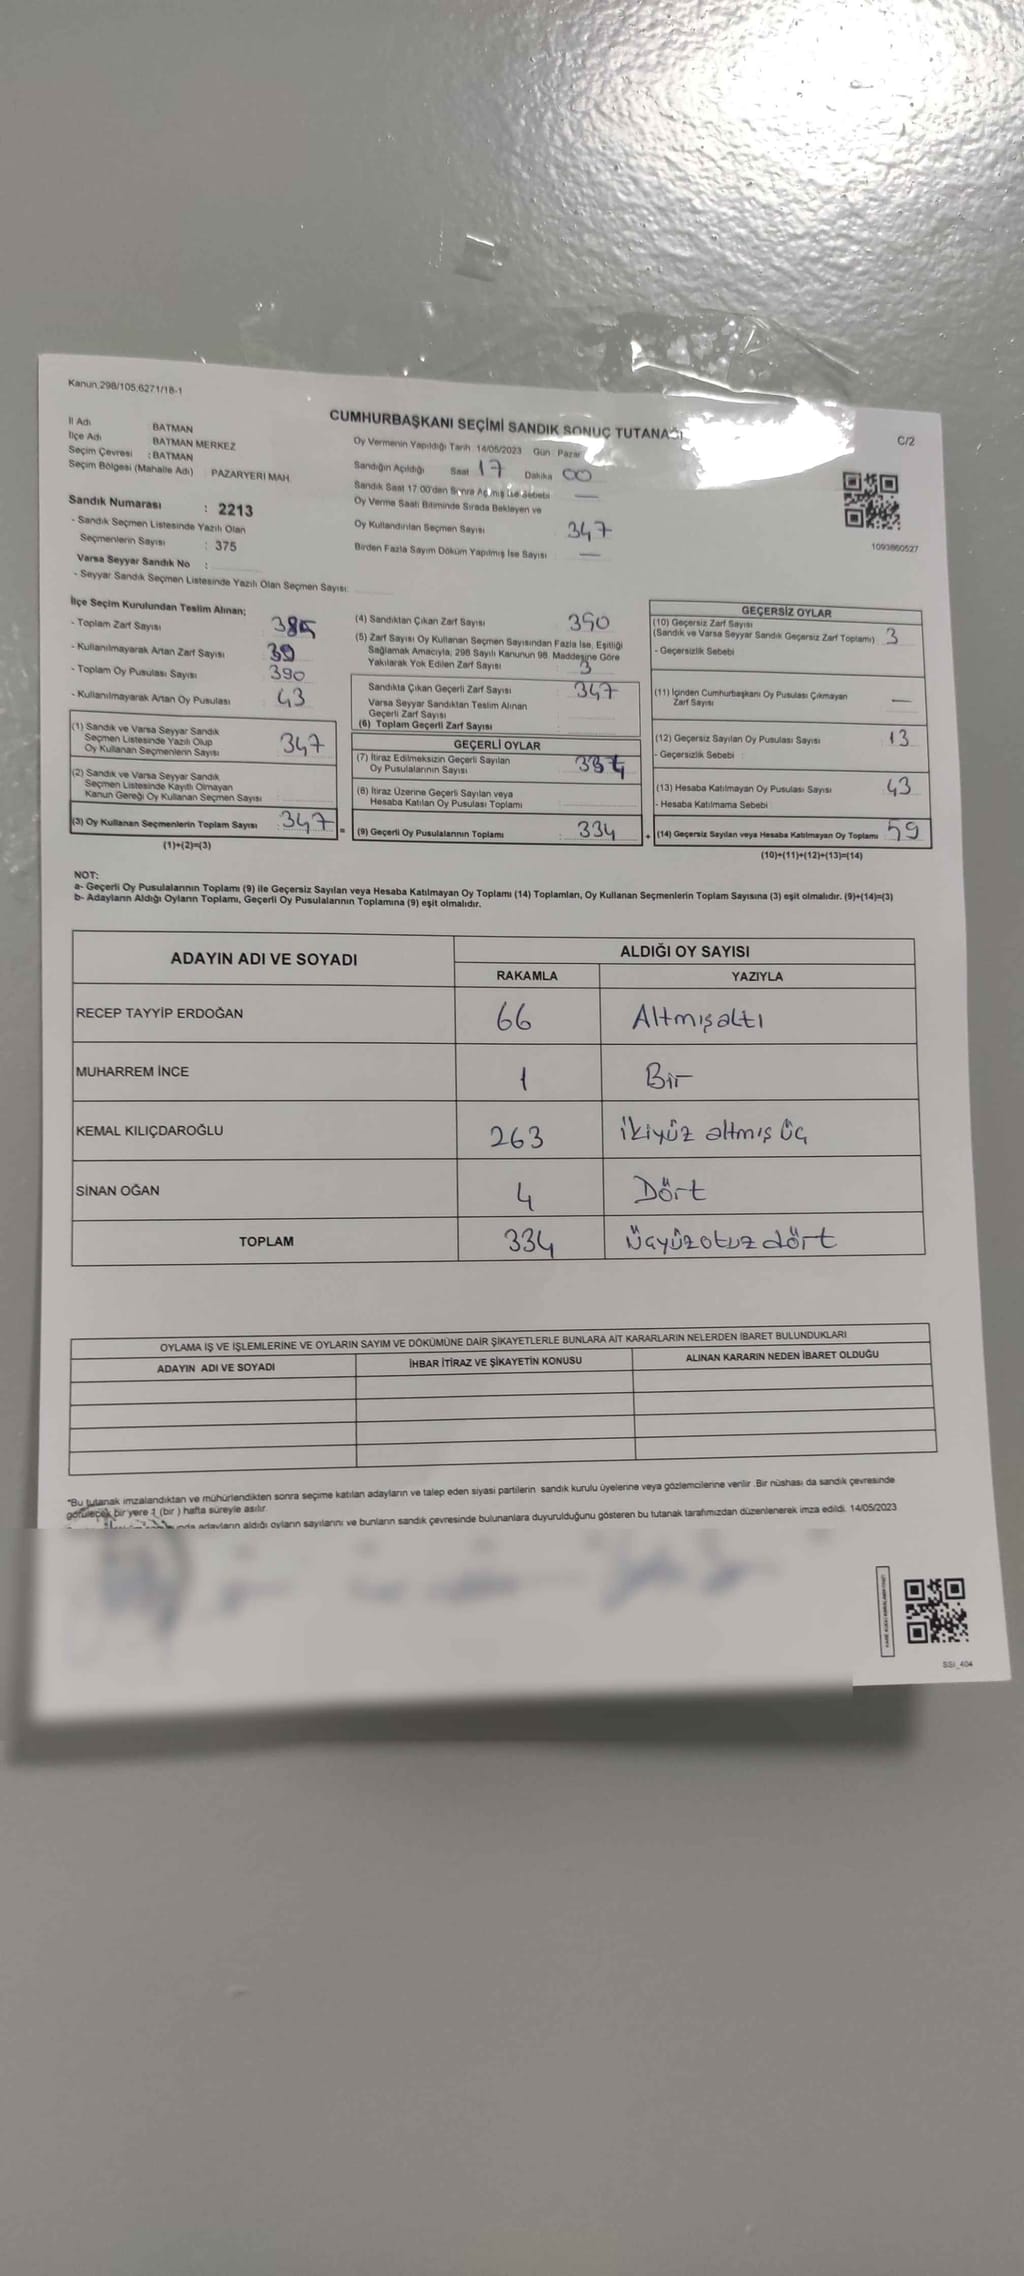 Kanun,298/105,6271/18-1
CUMHURBAŞKANI SEÇİMİ SANDIK SONUÇ TUTANAĞI
C/2
İl Adı BATMAN
İlçe Adı BATMAN MERKEZ
Seçim Çevresi : BATMAN
Seçim Bölgesi (Mahalle Adı) : PAZARYERİ MAH.
Sandık Numarası : 2213
- Sandık Seçmen Listesinde Yazılı Olan
Seçmenlerin Sayısı : 375
Varsa Seyyar Sandık No :
- Seyyar Sandık Seçmen Listesinde Yazılı Olan Seçmen Sayısı:
Oy Vermenin Yapıldığı Tarih: 14/05/2023 Gün : Pazar
Sandığın Açıldığı Saat 17 Dakika 00
Sandık Saat 17:00'den Sonra Açılmış İse Sebebi —
Oy Verme Saati Bitiminde Sırada Bekleyen ve
Oy Kullandırılan Seçmen Sayısı 347
Birden Fazla Sayım Döküm Yapılmış İse Sayısı —
1093860527
İlçe Seçim Kurulundan Teslim Alınan;
- Toplam Zarf Sayısı
- Kullanılmayarak Artan Zarf Sayısı 39
- Toplam Oy Pusulası Sayısı 390
- Kullanılmayarak Artan Oy Pusulası 43
(1) Sandık ve Varsa Seyyar Sandık
Seçmen Listesinde Yazılı Olup
Oy Kullanan Seçmenlerin Sayısı 347
(2) Sandık ve Varsa Seyyar Sandık
Seçmen Listesinde Kayıtlı Olmayan
Kanun Gereği Oy Kullanan Seçmen Sayısı
(3) Oy Kullanan Seçmenlerin Toplam Sayısı 347
(1)+(2)=(3)
(4) Sandıktan Çıkan Zarf Sayısı 350
(5) Zarf Sayısı Oy Kullanan Seçmen Sayısından Fazla İse, Eşitliği
Sağlamak Amacıyla, 298 Sayılı Kanunun 98. Maddesine Göre
Yakılarak Yok Edilen Zarf Sayısı 3
Sandıkta Çıkan Geçerli Zarf Sayısı 347
Varsa Seyyar Sandıktan Teslim Alınan
Geçerli Zarf Sayısı
(6) Toplam Geçerli Zarf Sayısı
GEÇERLİ OYLAR
(7) İtiraz Edilmeksizin Geçerli Sayılan
Oy Pusulalarının Sayısı 334
(8) İtiraz Üzerine Geçerli Sayılan veya
Hesaba Katılan Oy Pusulası Toplamı
= (9) Geçerli Oy Pusulalarının Toplamı 334
GEÇERSİZ OYLAR
(10) Geçersiz Zarf Sayısı
(Sandık ve Varsa Seyyar Sandık Geçersiz Zarf Toplamı) 3
- Geçersizlik Sebebi
(11) İçinden Cumhurbaşkanı Oy Pusulası Çıkmayan
Zarf Sayısı —
(12) Geçersiz Sayılan Oy Pusulası Sayısı 13
- Geçersizlik Sebebi :
(13) Hesaba Katılmayan Oy Pusulası Sayısı 43
- Hesaba Katılmama Sebebi
+ (14) Geçersiz Sayılan veya Hesaba Katılmayan Oy Toplamı 59
(10)+(11)+(12)+(13)=(14)
NOT:
a- Geçerli Oy Pusulalarının Toplamı (9) ile Geçersiz Sayılan veya Hesaba Katılmayan Oy Toplamı (14) Toplamları, Oy Kullanan Seçmenlerin Toplam Sayısına (3) eşit olmalıdır. (9)+(14)=(3)
b- Adayların Aldığı Oyların Toplamı, Geçerli Oy Pusulalarının Toplamına (9) eşit olmalıdır.
ADAYIN ADI VE SOYADI ALDIĞI OY SAYISI
RAKAMLA YAZIYLA
RECEP TAYYİP ERDOĞAN 66 Altmışaltı
MUHARREM İNCE 1 Bir
KEMAL KILIÇDAROĞLU 263 ikiyüz altmış üç
SİNAN OĞAN 4 Dört
TOPLAM 334 üçyüzotuz dört
OYLAMA İŞ VE İŞLEMLERİNE VE OYLARIN SAYIM VE DÖKÜMÜNE DAİR ŞİKAYETLERLE BUNLARA AİT KARARLARIN NELERDEN İBARET BULUNDUKLARI
ADAYIN ADI VE SOYADI İHBAR İTİRAZ VE ŞİKAYETİN KONUSU ALINAN KARARIN NEDEN İBARET OLDUĞU
*Bu tutanak imzalandıktan ve mühürlendikten sonra seçime katılan adayların ve talep eden siyasi partilerin sandık kurulu üyelerine veya gözlemcilerine verilir .Bir nüshası da sandık çevresinde
görülecek bir yere 1 (bir ) hafta süreyle asılır.
adayların aldığı oyların sayılarını ve bunların sandık çevresinde bulunanlara duyurulduğunu gösteren bu tutanak tarafımızdan düzenlenerek imza edildi. 14/05/2023
SSI_404